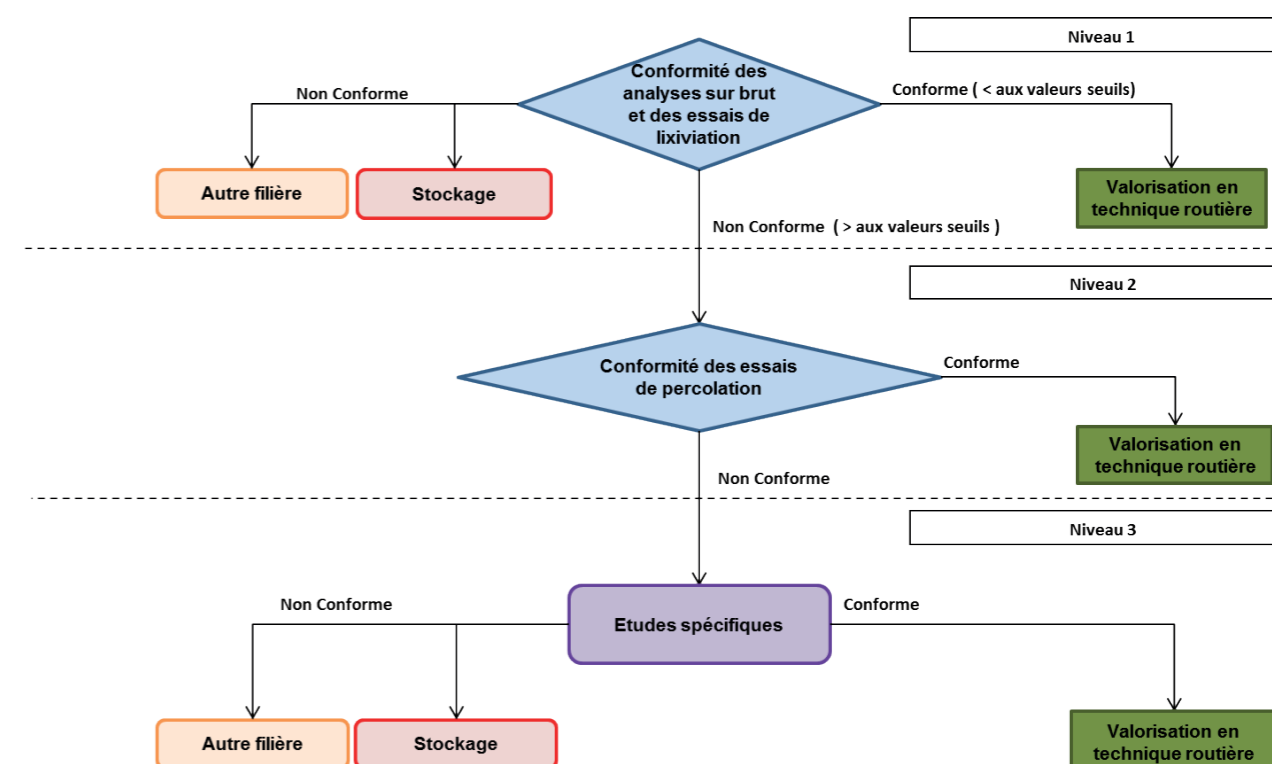 Niveau 1
Conformité des
analyses sur brut
et des essais de
lixiviation
Non Conforme
Conforme ( < aux valeurs seuils)
Autre filière
Stockage
Valorisation en
technique routière
Non Conforme ( > aux valeurs seuils )
Niveau 2
Conformité des essais
de percolation
Conforme
Valorisation en
technique routière
Non Conforme
Niveau 3
Non Conforme
Etudes spécifiques
Conforme
Autre filière
Stockage
Valorisation en
technique routière